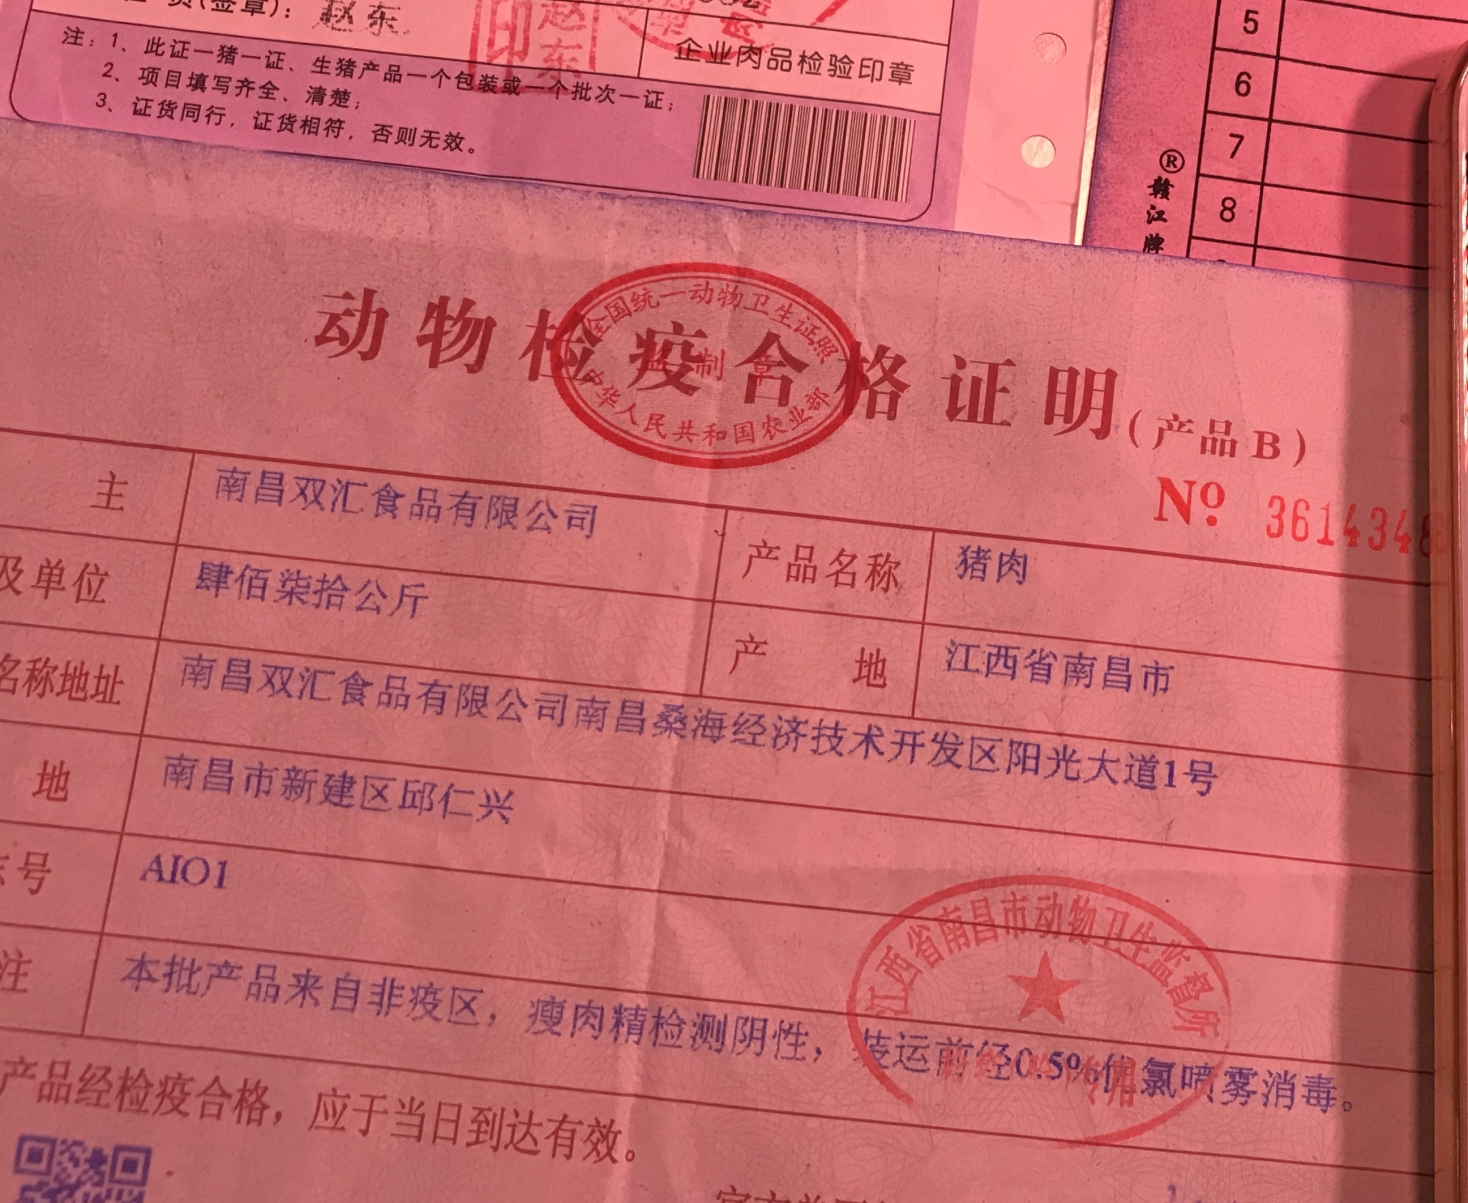 员(签章): 赵东
赵东印
企业肉品检验印章
注: 1、此证一猪一证、生猪产品一个包装或一个批次一证;
2、项目填写齐全、清楚;
3、证货同行, 证货相符, 否则无效。
5
6
7
8
®赣江牌
动物检疫合格证明(产品B)
全国统一动物卫生证照
监制章
中华人民共和国农业部
№ 3614348
主 南昌双汇食品有限公司 产品名称 猪肉
及单位 肆佰柒拾公斤 产地 江西省南昌市
名称地址 南昌双汇食品有限公司南昌桑海经济技术开发区阳光大道1号
地 南昌市新建区邱仁兴
号 AIO1
注 本批产品来自非疫区, 瘦肉精检测阴性, 装运前经0.5%优氯喷雾消毒。
江西省南昌市动物卫生监督所
产品经检疫合格, 应于当日到达有效。